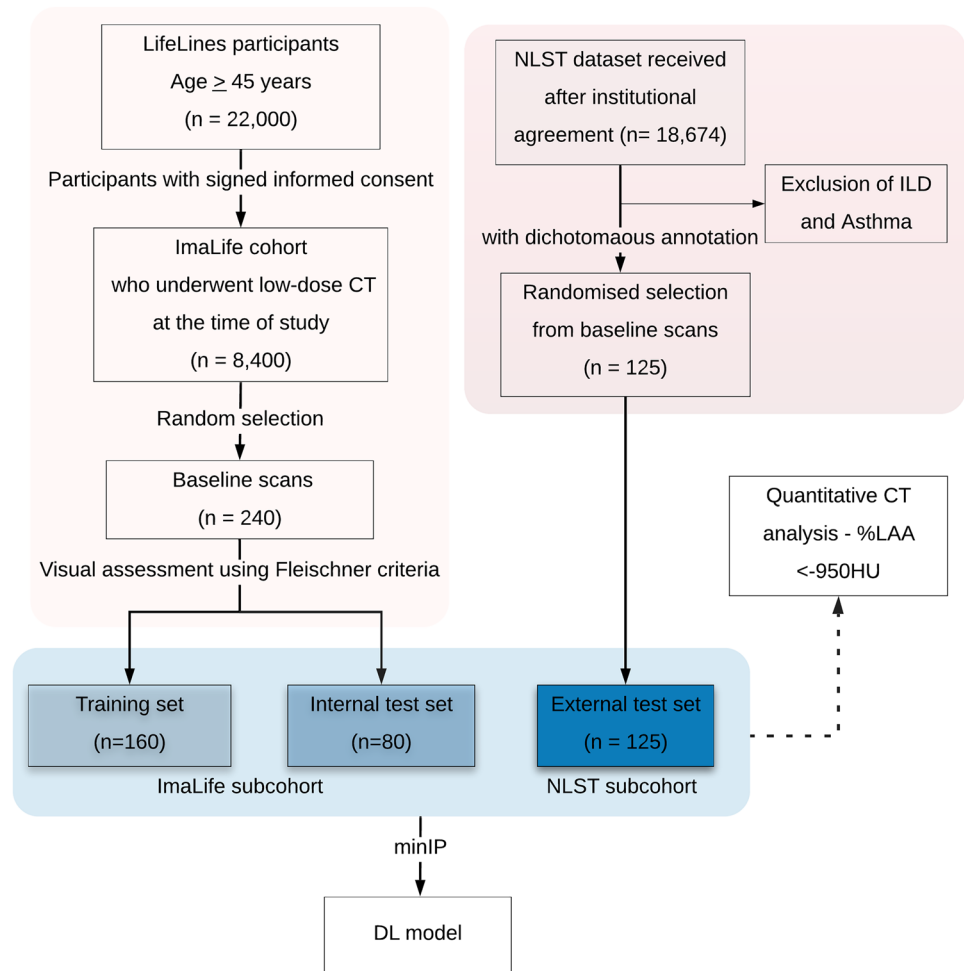 LifeLines participants
Age ≥ 45 years
(n = 22,000)
Participants with signed informed consent
ImaLife cohort
who underwent low-dose CT
at the time of study
(n = 8,400)
Random selection
Baseline scans
(n = 240)
Visual assessment using Fleischner criteria
NLST dataset received
after institutional
agreement (n= 18,674)
Exclusion of ILD
and Asthma
with dichotomaous annotation
Randomised selection
from baseline scans
(n = 125)
Quantitative CT
analysis - %LAA
<-950HU
Training set
(n=160)
Internal test set
(n=80)
External test set
(n = 125)
ImaLife subcohort
NLST subcohort
minIP
DL model